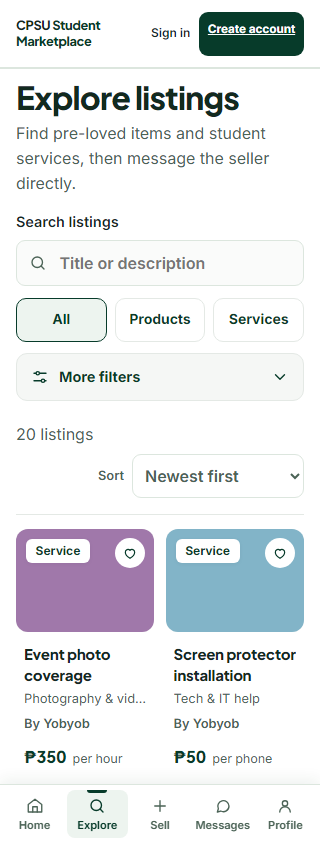 CPSU Student
Marketplace
Sign in
Create account
Explore listings
Find pre-loved items and student
services, then message the seller
directly.
Search listings
Title or description
All
Products
Services
More filters
20 listings
Sort
Newest first
Service
Service
Event photo
coverage
Photography & vid...
By Yobyob
₱350 per hour
Screen protector
installation
Tech & IT help
By Yobyob
₱50 per phone
Home
Explore
Sell
Messages
Profile